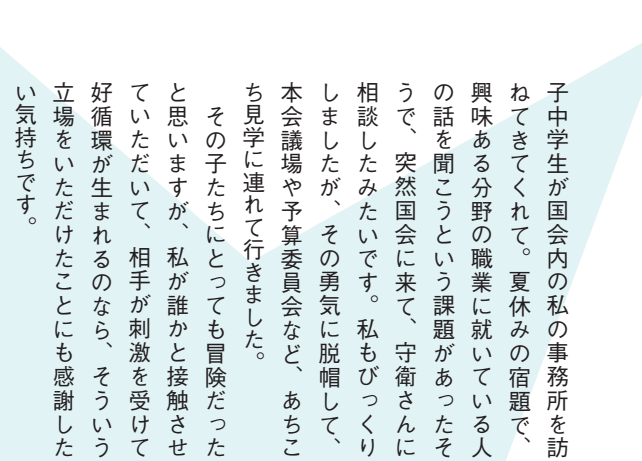 子中学生が国会内の私の事務所を訪
ねてきてくれて。夏休みの宿題で、
興味ある分野の職業に就いている人
の話を聞こうという課題があったそ
うで、突然国会に来て、守衛さんに
相談したみたいです。私もびっくり
しましたが、その勇気に脱帽して、
本会議場や予算委員会など、あちこ
ち見学に連れて行きました。
その子たちにとっても冒険だった
と思いますが、私が誰かと接触させ
ていただいて、相手が刺激を受けて
好循環が生まれるのなら、そういう
立場をいただけたことにも感謝した
い気持ちです。